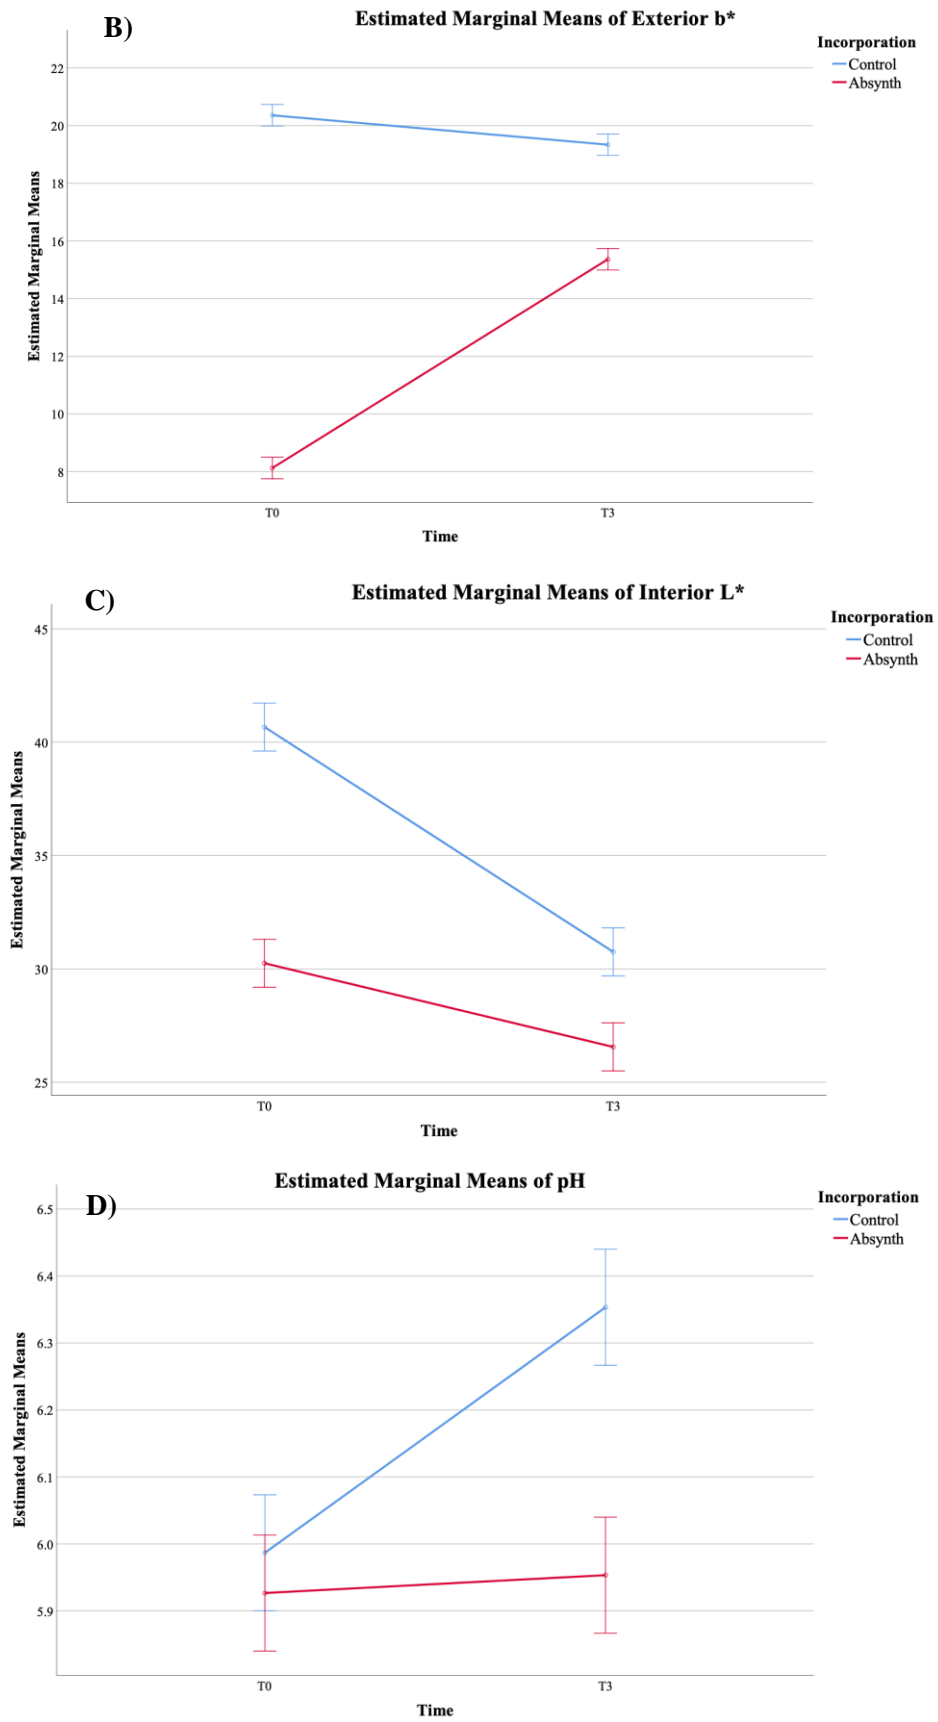 B)
Estimated Marginal Means of Exterior b*
Incorporation
Control
Absynth
Estimated Marginal Means
22
20
18
16
14
12
10
8
T0
T3
Time
C)
Estimated Marginal Means of Interior L*
Incorporation
Control
Absynth
Estimated Marginal Means
45
40
35
30
25
T0
T3
Time
D)
Estimated Marginal Means of pH
Incorporation
Control
Absynth
Estimated Marginal Means
6.5
6.4
6.3
6.2
6.1
6.0
5.9
T0
T3
Time